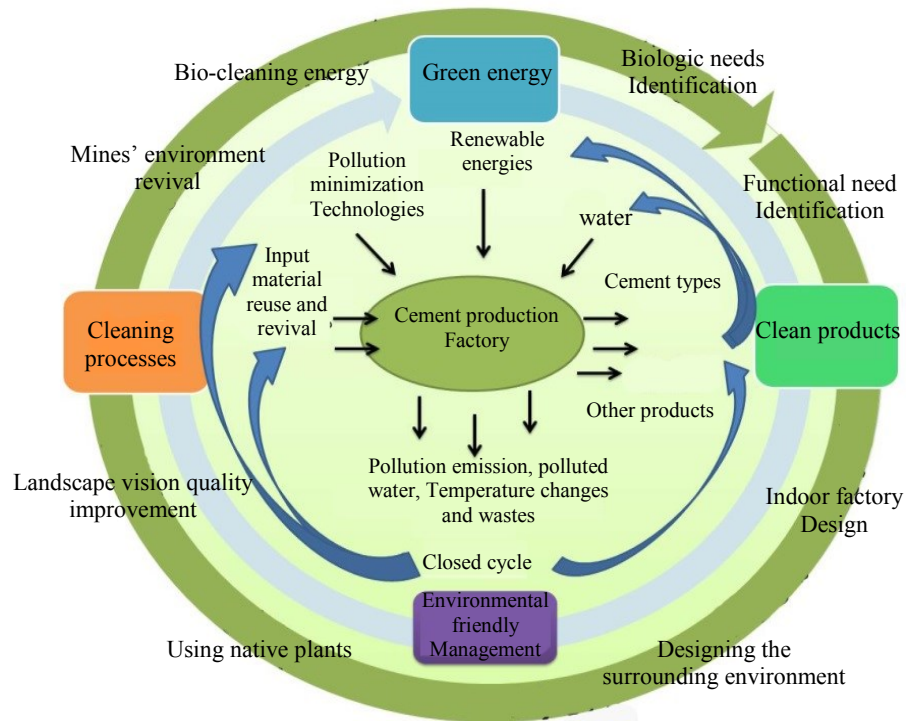 Bio-cleaning energy
Green energy
Biologic needs
Identification
Mines’ environment
revival
Pollution
minimization
Technologies
Renewable
energies
Functional need
Identification
water
Input
material
reuse and
revival
Cement types
Cleaning
processes
Cement production
Factory
Clean products
Other products
Pollution emission, polluted
water, Temperature changes
and wastes
Landscape vision quality
improvement
Indoor factory
Design
Closed cycle
Environmental
friendly
Management
Using native plants
Designing the
surrounding environment